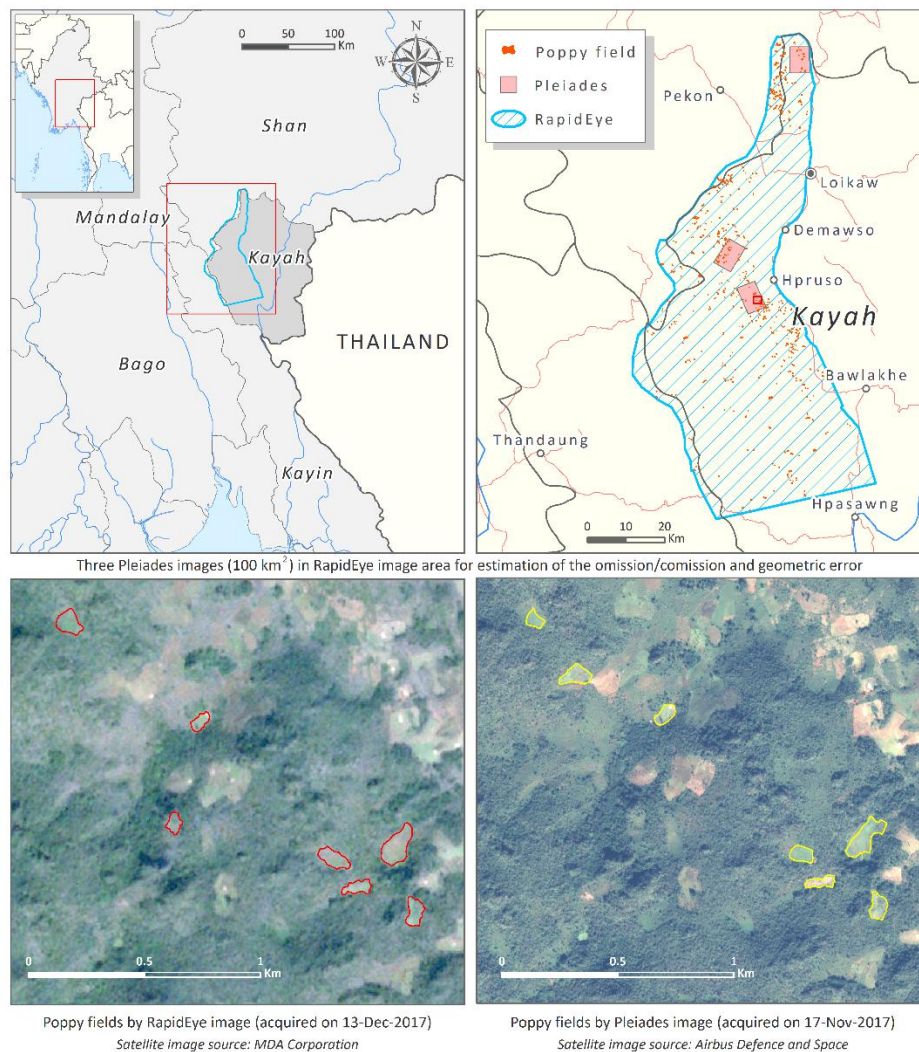 0 50 100
Km
N
W E
S
Shan
Mandalay
Kayah
THAILAND
Bago
Kayin
Poppy field
Pleiades
RapidEye
Pekon
Loikaw
Demawso
Hpruso
Kayah
Bawlakhe
Thandaung
Hpasawng
0 10 20
Km
Three Pleiades images (100 km²) in RapidEye image area for estimation of the omission/comission and geometric error
0 0.5 1
Km
0 0.5 1
Km
Poppy fields by RapidEye image (acquired on 13-Dec-2017)
Satellite image source: MDA Corporation
Poppy fields by Pleiades image (acquired on 17-Nov-2017)
Satellite image source: Airbus Defence and Space